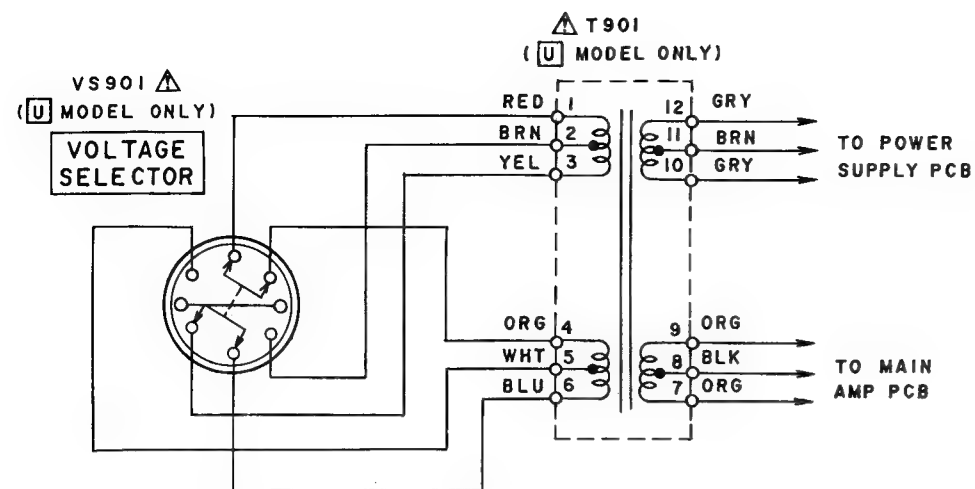 ⚠ T901
( U MODEL ONLY)
VS901 ⚠
(U MODEL ONLY)
VOLTAGE
SELECTOR
RED 1
BRN 2
YEL 3
12 GRY
11 BRN
10 GRY
TO POWER
SUPPLY PCB
ORG 4
WHT 5
BLU 6
9 ORG
8 BLK
7 ORG
TO MAIN
AMP PCB